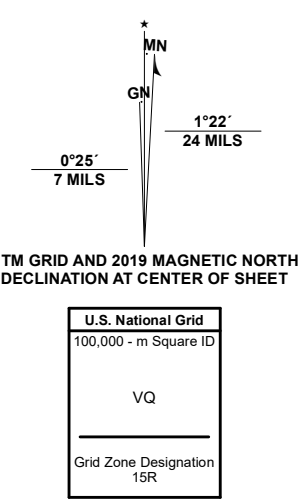 ★
MN
GN
1°22´
24 MILS
0°25´
7 MILS
TM GRID AND 2019 MAGNETIC NORTH
DECLINATION AT CENTER OF SHEET
U.S. National Grid
100,000 - m Square ID
VQ
Grid Zone Designation
15R